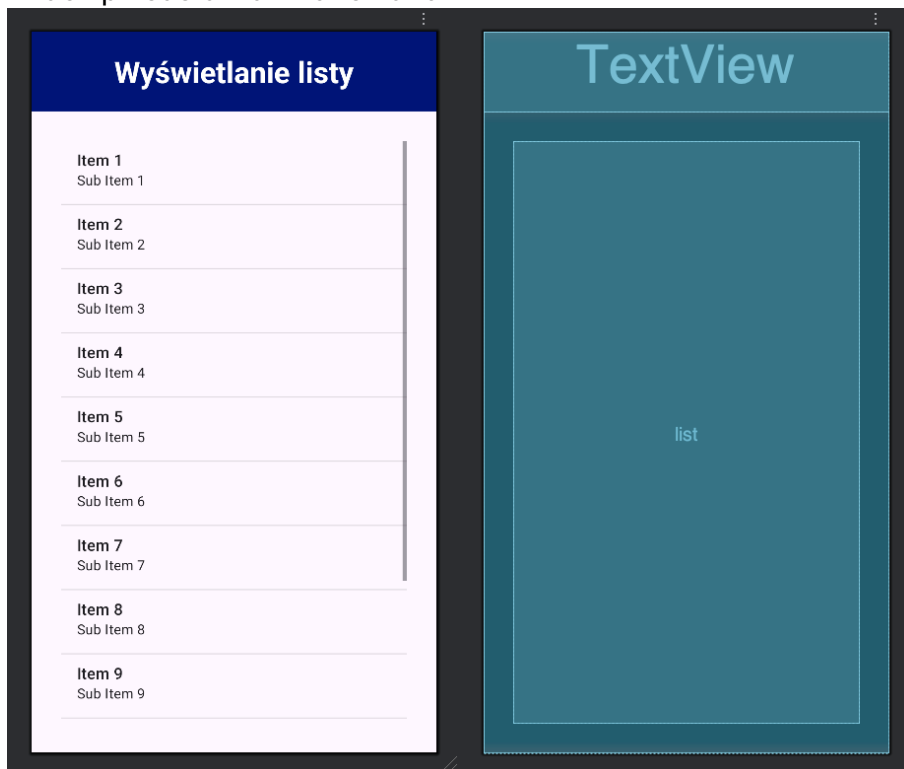 Wyświetlanie listy
Item 1
Sub Item 1
Item 2
Sub Item 2
Item 3
Sub Item 3
Item 4
Sub Item 4
Item 5
Sub Item 5
Item 6
Sub Item 6
Item 7
Sub Item 7
Item 8
Sub Item 8
Item 9
Sub Item 9
TextView
list